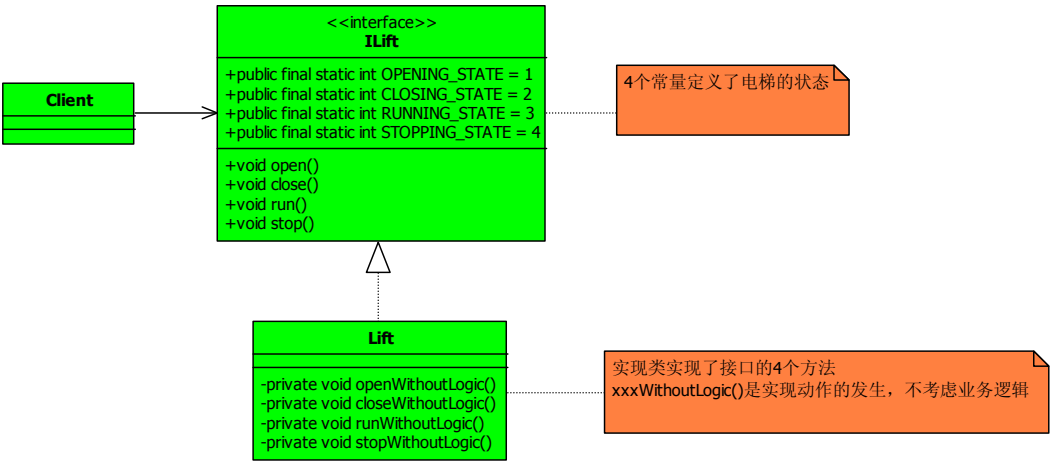 <<interface>>
ILift
+public final static int OPENING_STATE = 1
+public final static int CLOSING_STATE = 2
+public final static int RUNNING_STATE = 3
+public final static int STOPPING_STATE = 4
+void open()
+void close()
+void run()
+void stop()
Client
4个常量定义了电梯的状态
Lift
-private void openWithoutLogic()
-private void closeWithoutLogic()
-private void runWithoutLogic()
-private void stopWithoutLogic()
实现类实现了接口的4个方法
xxxWithoutLogic()是实现动作的发生，不考虑业务逻辑